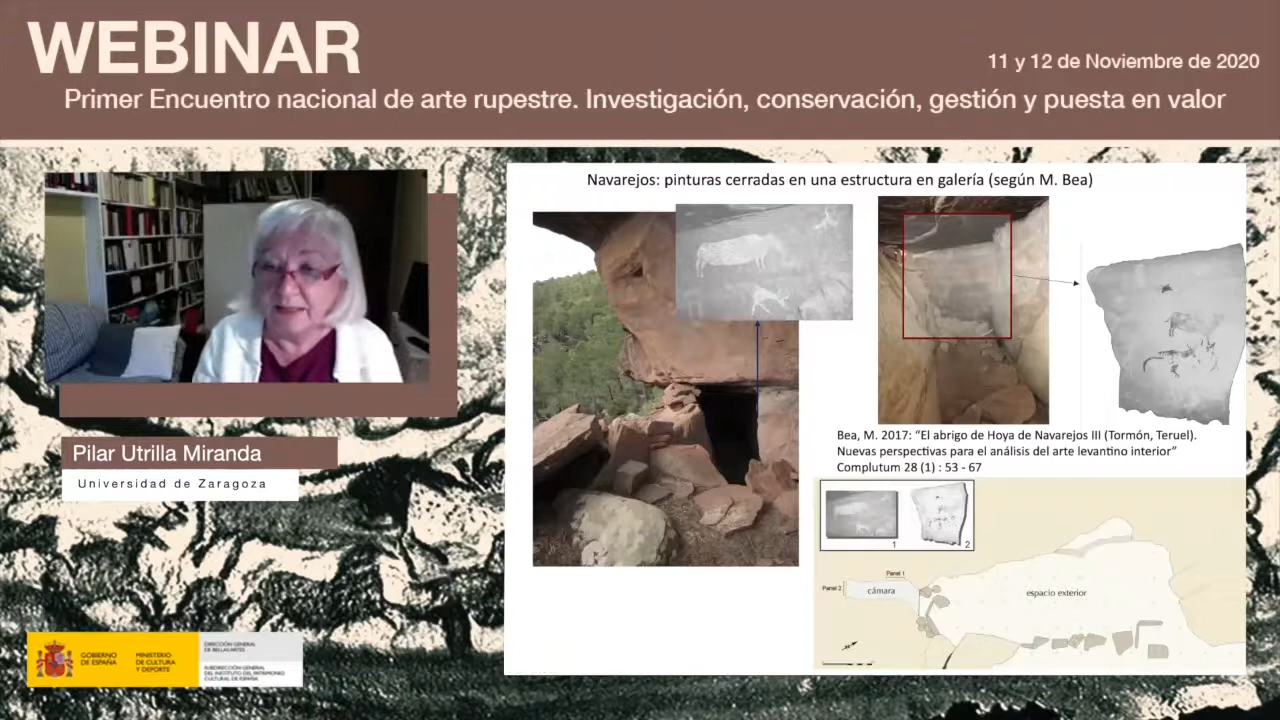 WEBINAR
11 y 12 de Noviembre de 2020
Primer Encuentro nacional de arte rupestre. Investigación, conservación, gestión y puesta en valor
Navarejos: pinturas cerradas en una estructura en galería (según M. Bea)
Bea, M. 2017: “El abrigo de Hoya de Navarejos III (Tormón, Teruel).
Nuevas perspectivas para el análisis del arte levantino interior”
Complutum 28 (1) : 53 - 67
1
2
Panel 1
Panel 2
cámara
espacio exterior
Pilar Utrilla Miranda
Universidad de Zaragoza
GOBIERNO
DE ESPAÑA
MINISTERIO
DE CULTURA
Y DEPORTE
DIRECCIÓN GENERAL
DE BELLAS ARTES
SUBDIRECCIÓN GENERAL
DEL INSTITUTO DEL PATRIMONIO
CULTURAL DE ESPAÑA